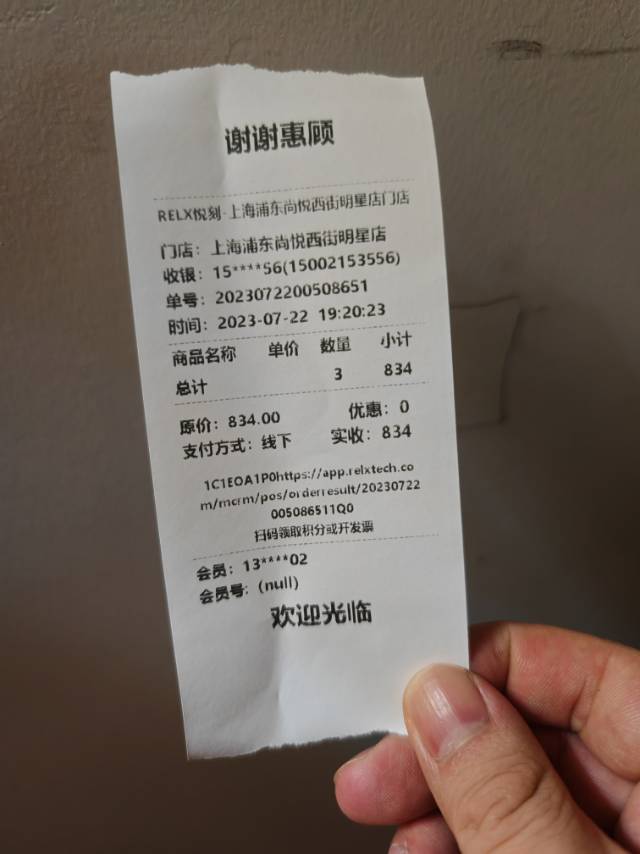 谢谢惠顾
RELX悦刻-上海浦东尚悦西街明星店门店
门店：上海浦东尚悦西街明星店
收银：15****56(15002153556)
单号：2023072200508651
时间：2023-07-22 19:20:23
商品名称 单价 数量 小计
总计 3 834
原价：834.00 优惠：0
支付方式：线下 实收：834
1C1EOA1P0https://app.relxtech.co
m/mcrm/pos/orderresult/20230722
005086511Q0
扫码领取积分或开发票
会员：13****02
会员号：(null)
欢迎光临